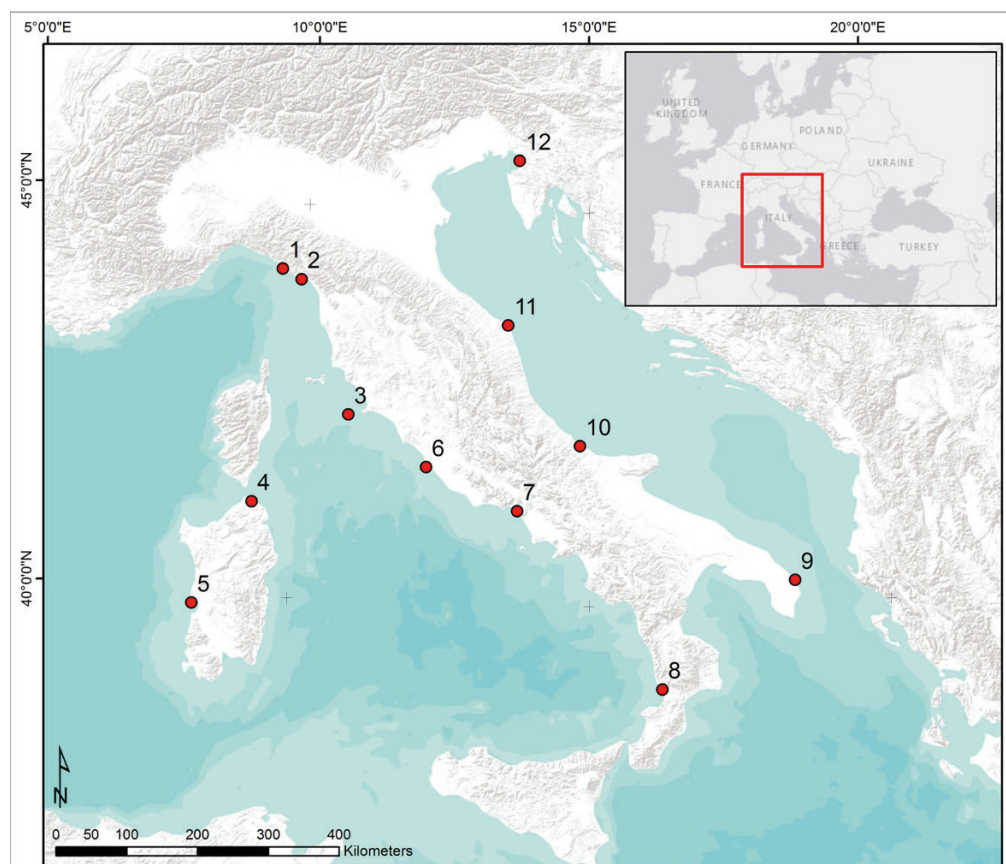 5°0'0"E 10°0'0"E 15°0'0"E 20°0'0"E
45°0'0"N
40°0'0"N
12
1
2
11
3
10
6
4
7
9
5
8
UNITED
KINGDOM
POLAND
GERMANY
UKRAINE
FRANCE
ITALY
GREECE
TURKEY
N
0 50 100 200 300 400
Kilometers